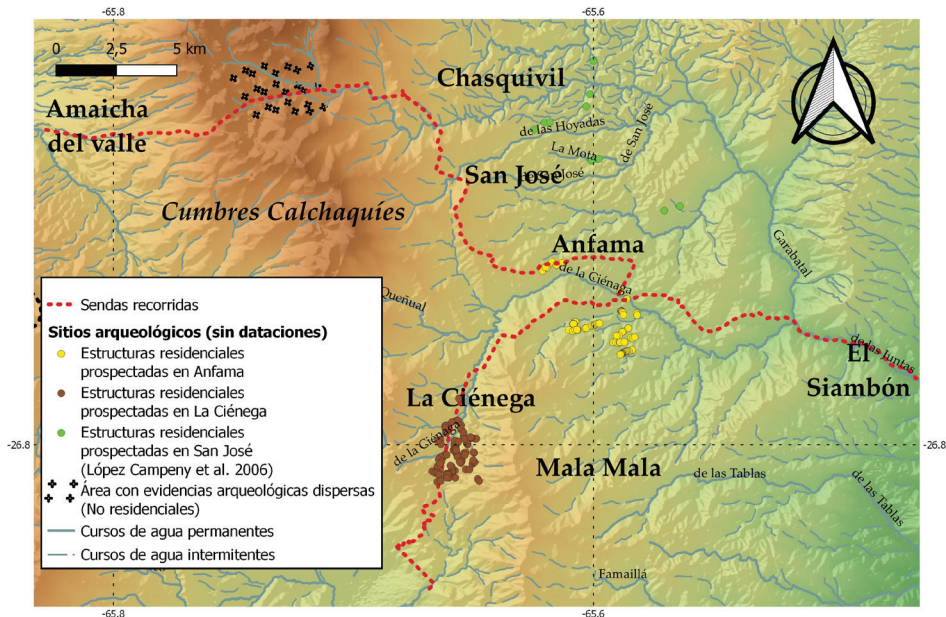 -65.8
-65.6
0
2,5
5 km
Chasquivil
Amaicha
del valle
de las Hoyadas
de San José
La Mota
San José
de San José
Cumbres Calchaquíes
Anfama
Garabatal
de la Ciénaga
Queñual
Sendas recorridas
Sitios arqueológicos (sin dataciones)
Estructuras residenciales
prospectadas en Anfama
Estructuras residenciales
prospectadas en La Ciénega
Estructuras residenciales
prospectadas en San José
(López Campeny et al. 2006)
Área con evidencias arqueológicas dispersas
(No residenciales)
Cursos de agua permanentes
Cursos de agua intermitentes
de las Juntas
El
Siambón
La Ciénega
de la Ciénaga
-26.8
-26.8
Mala Mala
de las Tablas
de las Tablas
Famaillá
-65.8
-65.6